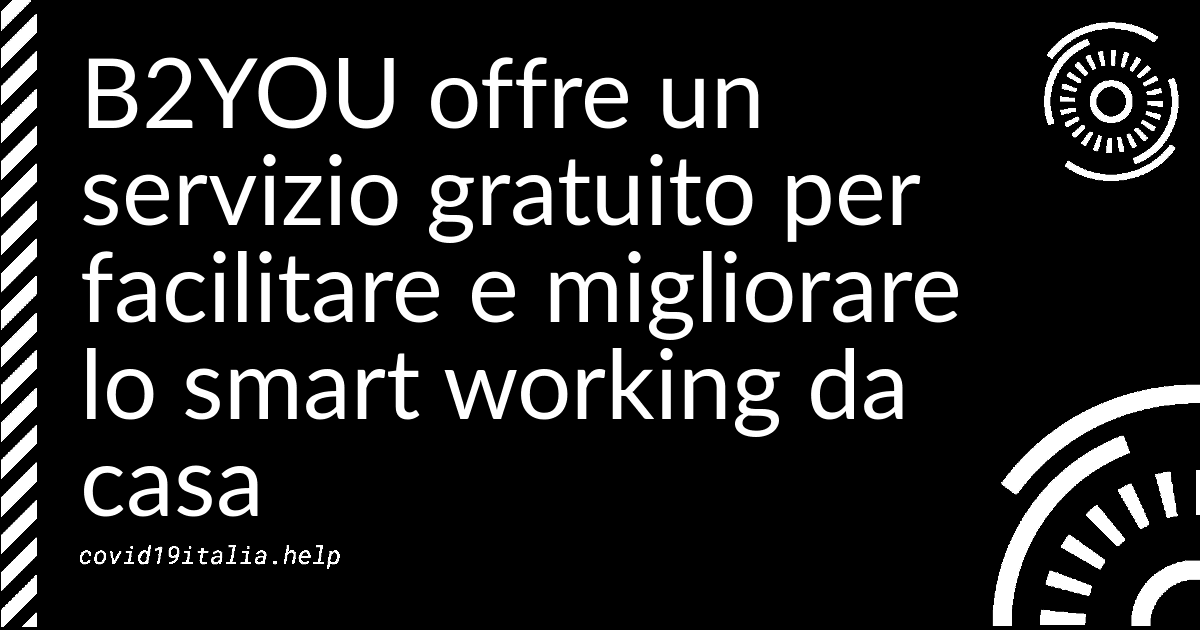 B2YOU offre un
servizio gratuito per
facilitare e migliorare
lo smart working da
casa
covid19italia.help